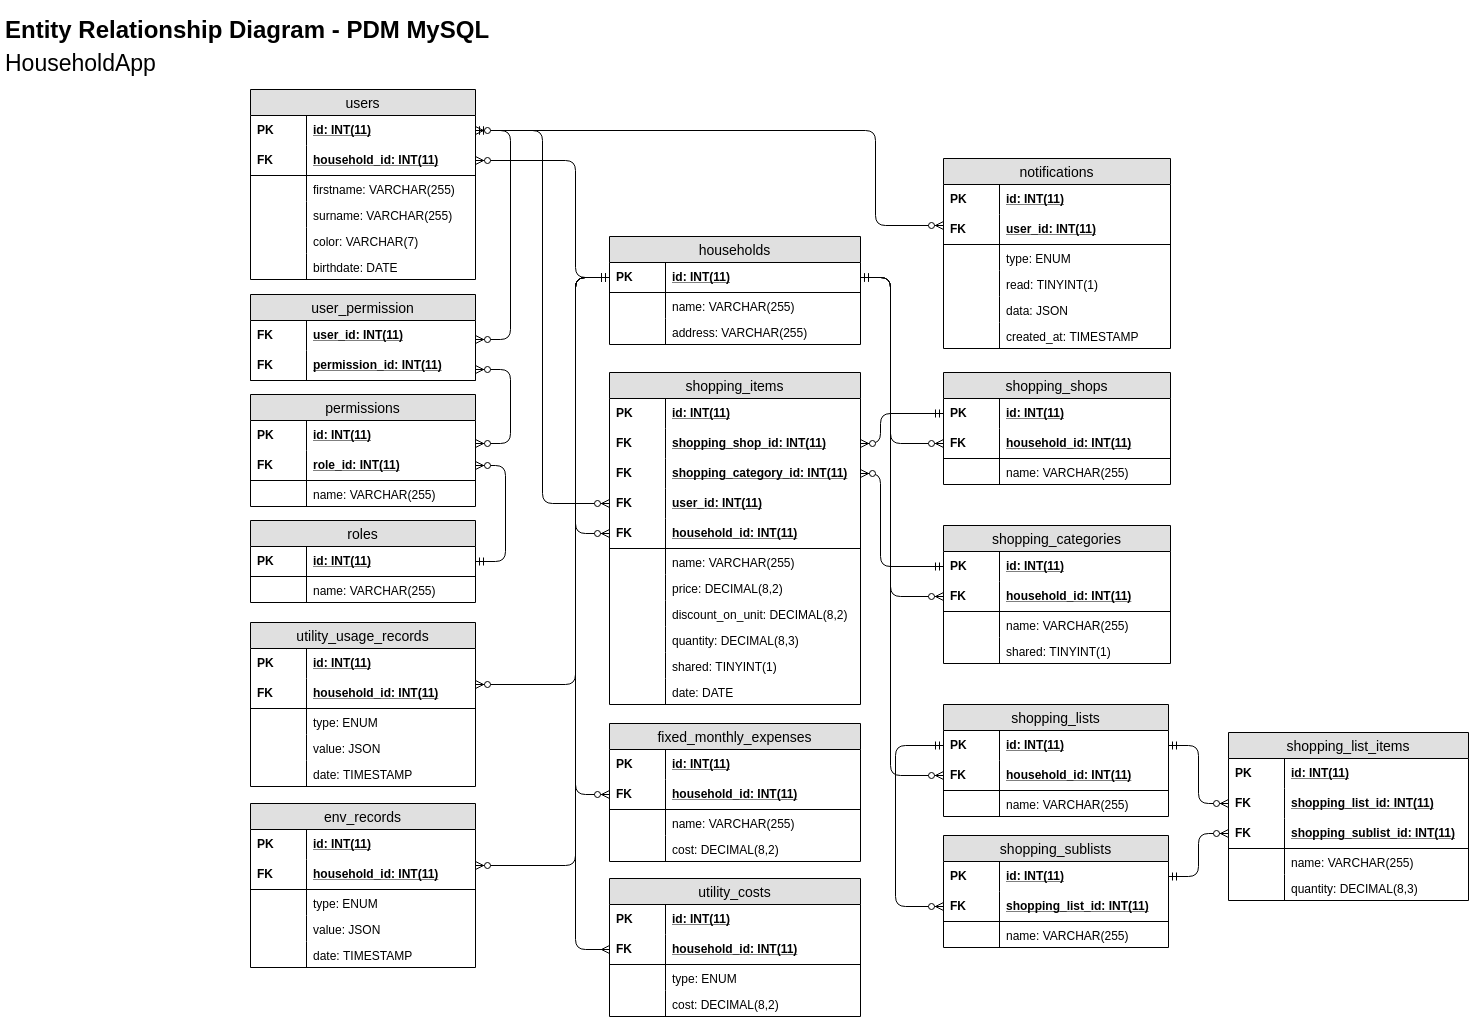 Entity Relationship Diagram - PDM MySQL
HouseholdApp
users
PK id: INT(11)
FK household_id: INT(11)
firstname: VARCHAR(255)
surname: VARCHAR(255)
color: VARCHAR(7)
birthdate: DATE
user_permission
FK user_id: INT(11)
FK permission_id: INT(11)
permissions
PK id: INT(11)
FK role_id: INT(11)
name: VARCHAR(255)
roles
PK id: INT(11)
name: VARCHAR(255)
utility_usage_records
PK id: INT(11)
FK household_id: INT(11)
type: ENUM
value: JSON
date: TIMESTAMP
env_records
PK id: INT(11)
FK household_id: INT(11)
type: ENUM
value: JSON
date: TIMESTAMP
households
PK id: INT(11)
name: VARCHAR(255)
address: VARCHAR(255)
shopping_items
PK id: INT(11)
FK shopping_shop_id: INT(11)
FK shopping_category_id: INT(11)
FK user_id: INT(11)
FK household_id: INT(11)
name: VARCHAR(255)
price: DECIMAL(8,2)
discount_on_unit: DECIMAL(8,2)
quantity: DECIMAL(8,3)
shared: TINYINT(1)
date: DATE
fixed_monthly_expenses
PK id: INT(11)
FK household_id: INT(11)
name: VARCHAR(255)
cost: DECIMAL(8,2)
utility_costs
PK id: INT(11)
FK household_id: INT(11)
type: ENUM
cost: DECIMAL(8,2)
notifications
PK id: INT(11)
FK user_id: INT(11)
type: ENUM
read: TINYINT(1)
data: JSON
created_at: TIMESTAMP
shopping_shops
PK id: INT(11)
FK household_id: INT(11)
name: VARCHAR(255)
shopping_categories
PK id: INT(11)
FK household_id: INT(11)
name: VARCHAR(255)
shared: TINYINT(1)
shopping_lists
PK id: INT(11)
FK household_id: INT(11)
name: VARCHAR(255)
shopping_sublists
PK id: INT(11)
FK shopping_list_id: INT(11)
name: VARCHAR(255)
shopping_list_items
PK id: INT(11)
FK shopping_list_id: INT(11)
FK shopping_sublist_id: INT(11)
name: VARCHAR(255)
quantity: DECIMAL(8,3)